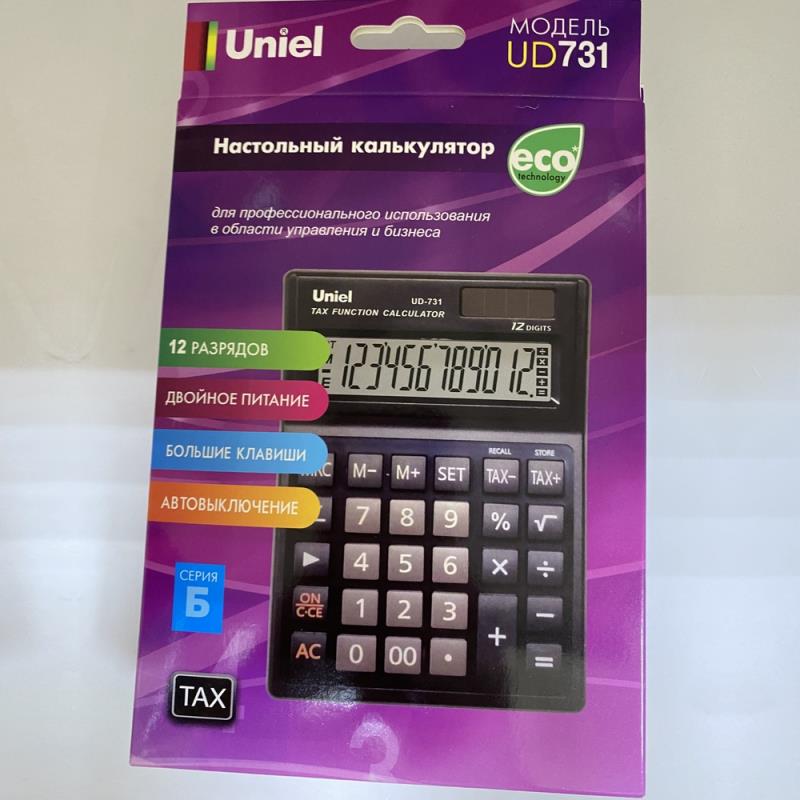 Uniel
МОДЕЛЬ
UD731
Настольный калькулятор
eco*
technology
для профессионального использования
в области управления и бизнеса
Uniel
UD-731
TAX FUNCTION CALCULATOR
12 DIGITS
12 РАЗРЯДОВ
ДВОЙНОЕ ПИТАНИЕ
БОЛЬШИЕ КЛАВИШИ
АВТОВЫКЛЮЧЕНИЕ
123456789012.
RECALL STORE
M− M+ SET TAX− TAX+
7 8 9 % √
4 5 6 × ÷
ON/C·CE 1 2 3 + −
AC 0 00 · =
СЕРИЯ
Б
TAX